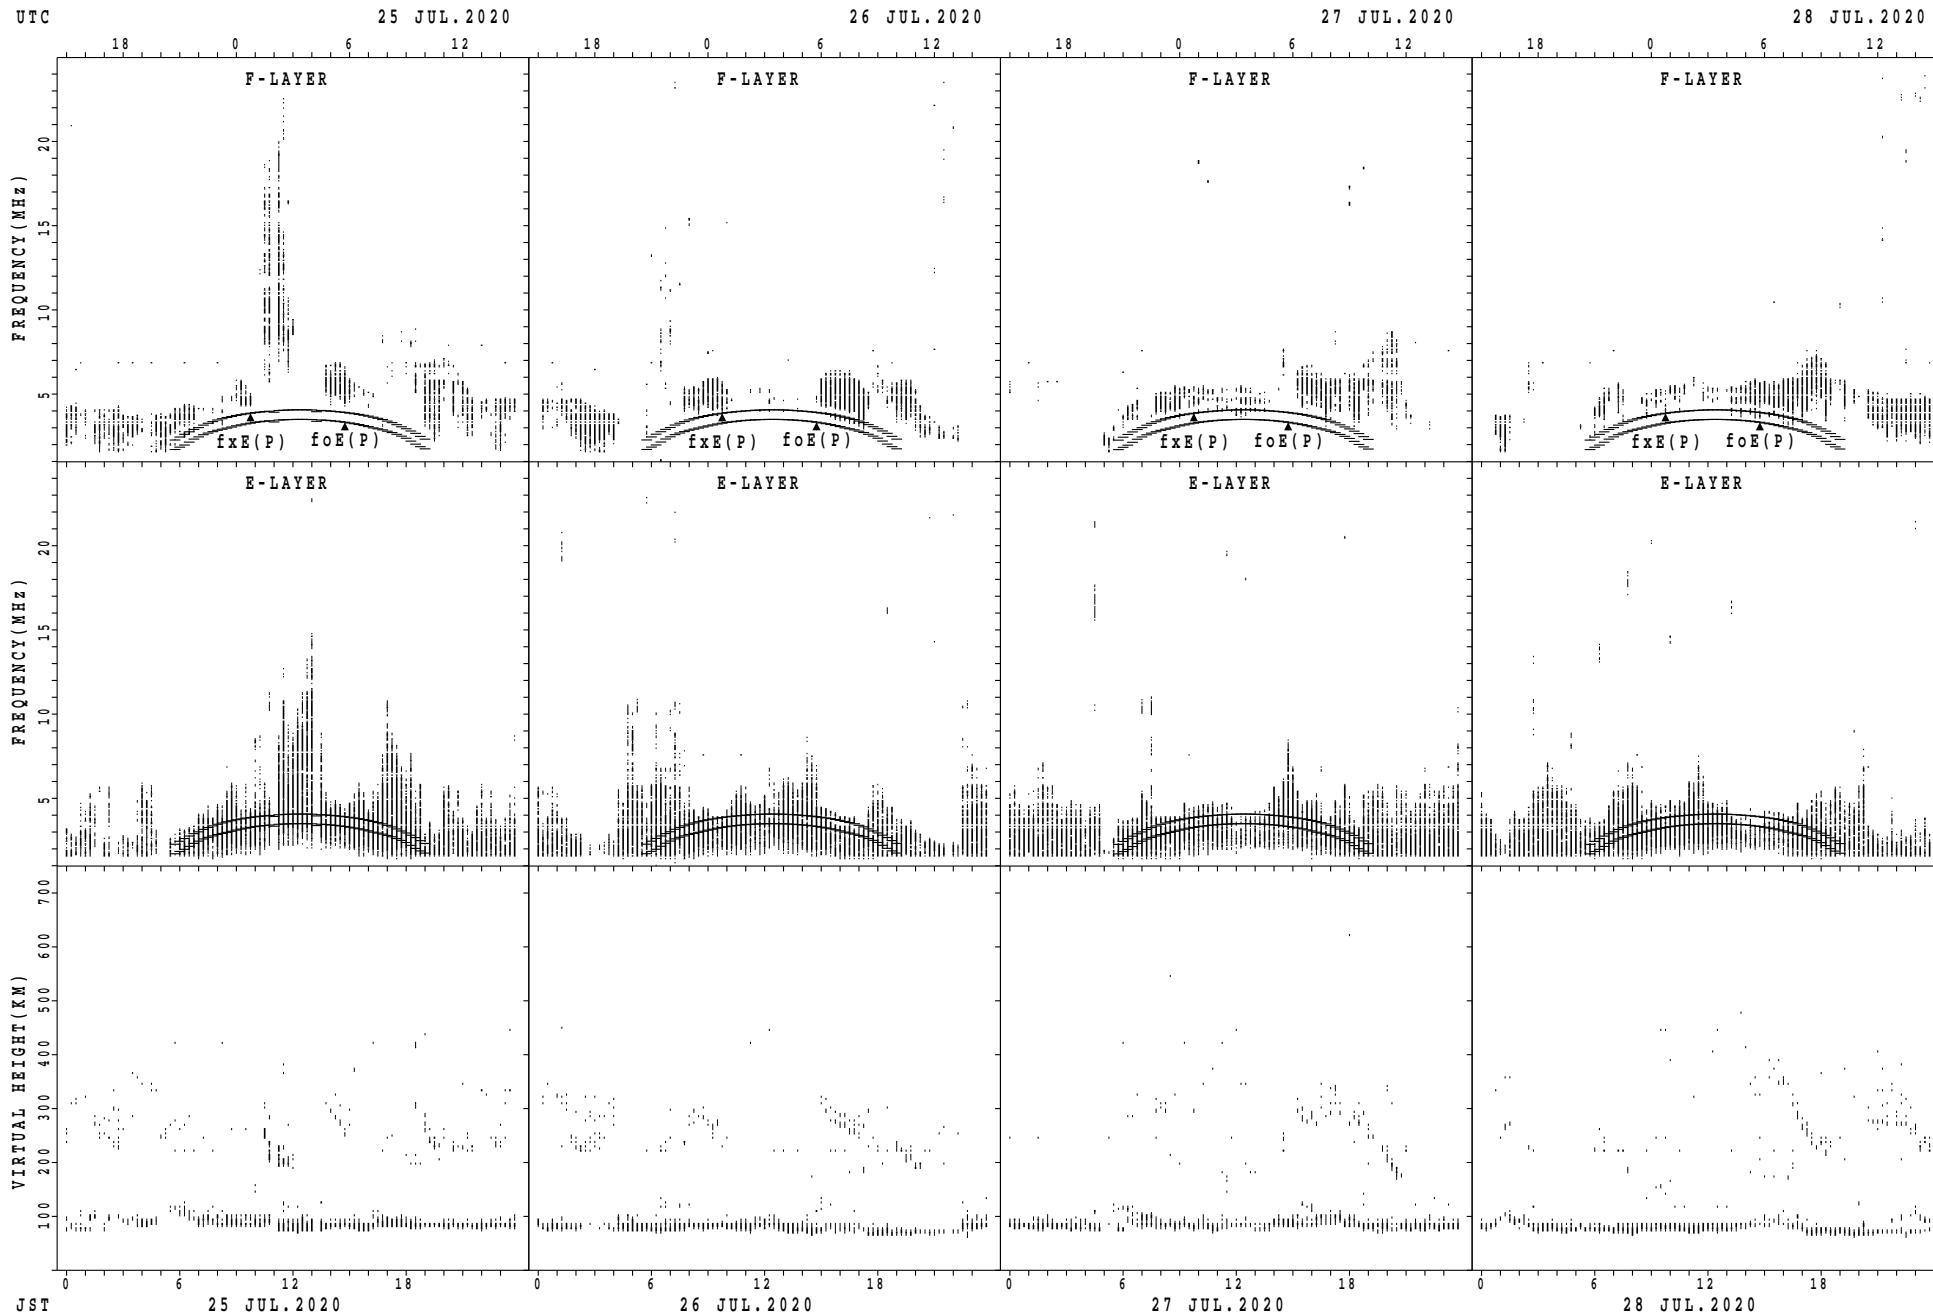 UTC 25 JUL.2020 26 JUL.2020 27 JUL.2020 28 JUL.2020
18 0 6 12 18 0 6 12 18 0 6 12 18 0 6 12
F-LAYER F-LAYER F-LAYER F-LAYER
FREQUENCY(MHz)
20
15
10
5
fxE(P) foE(P) fxE(P) foE(P) fxE(P) foE(P) fxE(P) foE(P)
E-LAYER E-LAYER E-LAYER E-LAYER
FREQUENCY(MHz)
20
15
10
5
VIRTUAL HEIGHT(KM)
700
600
500
400
300
200
100
0 6 12 18 0 6 12 18 0 6 12 18 0 6 12 18
JST 25 JUL.2020 26 JUL.2020 27 JUL.2020 28 JUL.2020